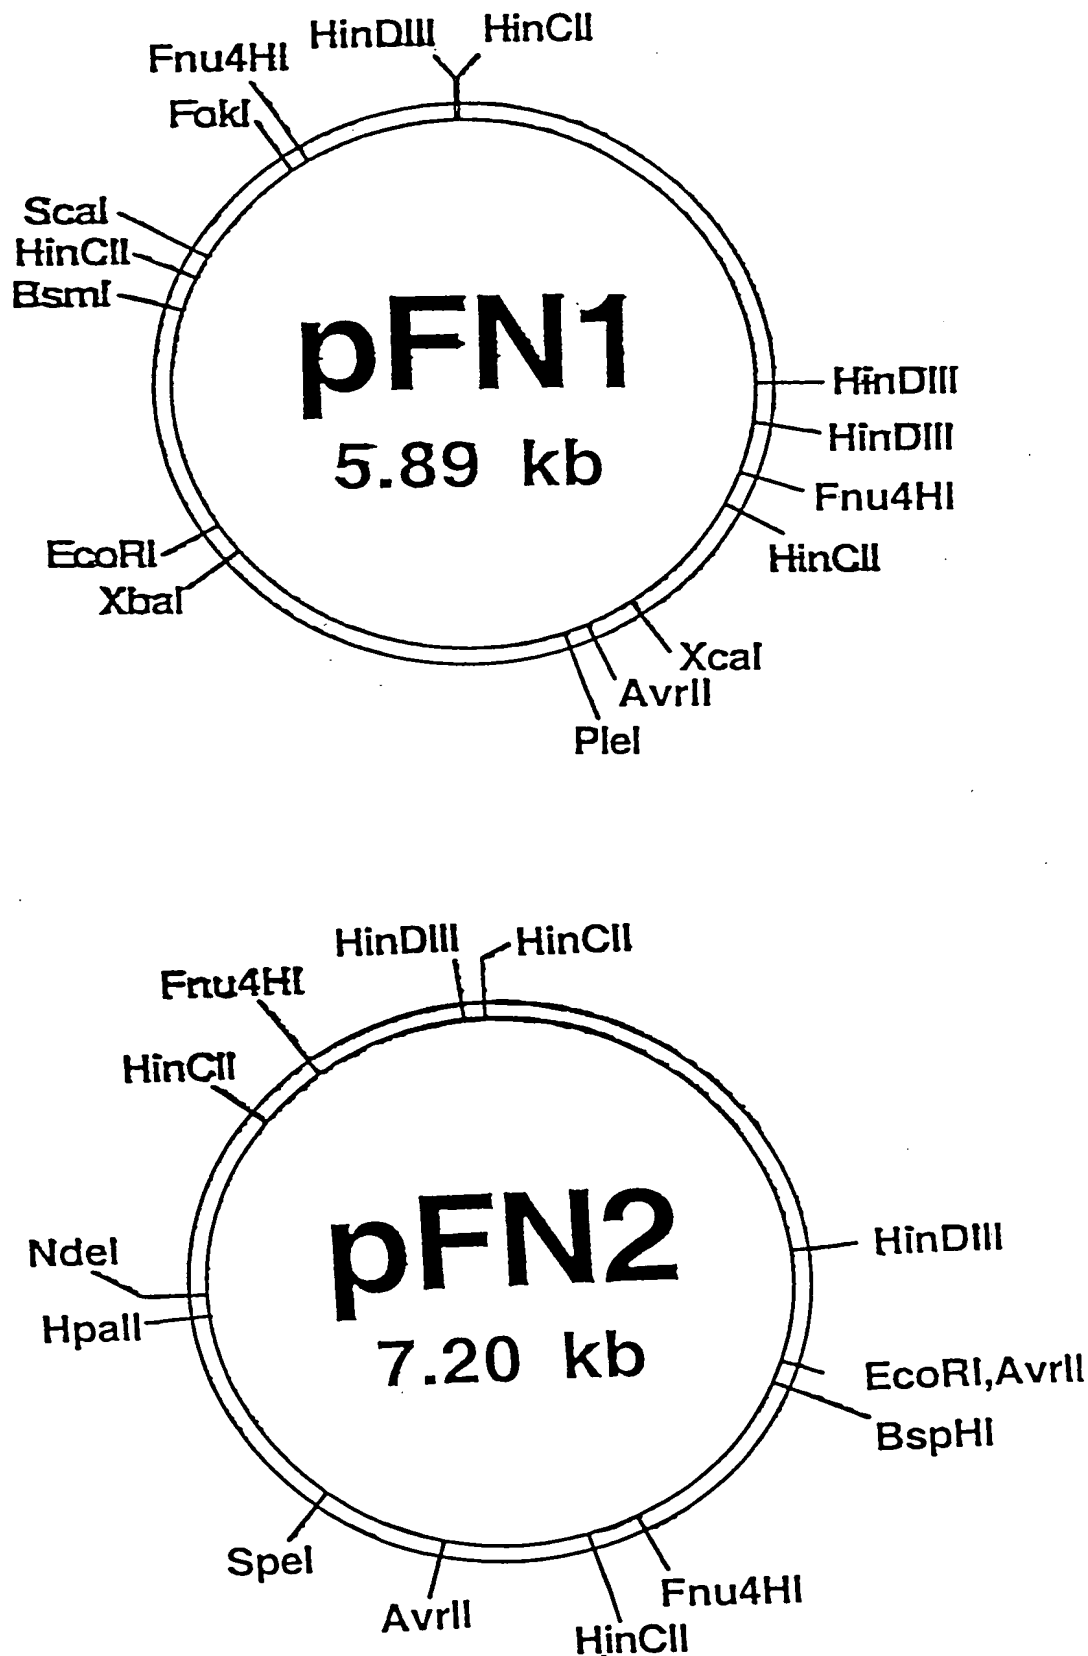 HinDIII
HinCII
Fnu4HI
FokI
ScaI
HinCII
BsmI
pFN1
5.89 kb
HinDIII
HinDIII
Fnu4HI
HinCII
EcoRI
XbaI
XcaI
AvrII
PleI
HinDIII
HinCII
Fnu4HI
HinCII
pFN2
7.20 kb
NdeI
HpaII
HinDIII
EcoRI,AvrII
BspHI
SpeI
AvrII
Fnu4HI
HinCII